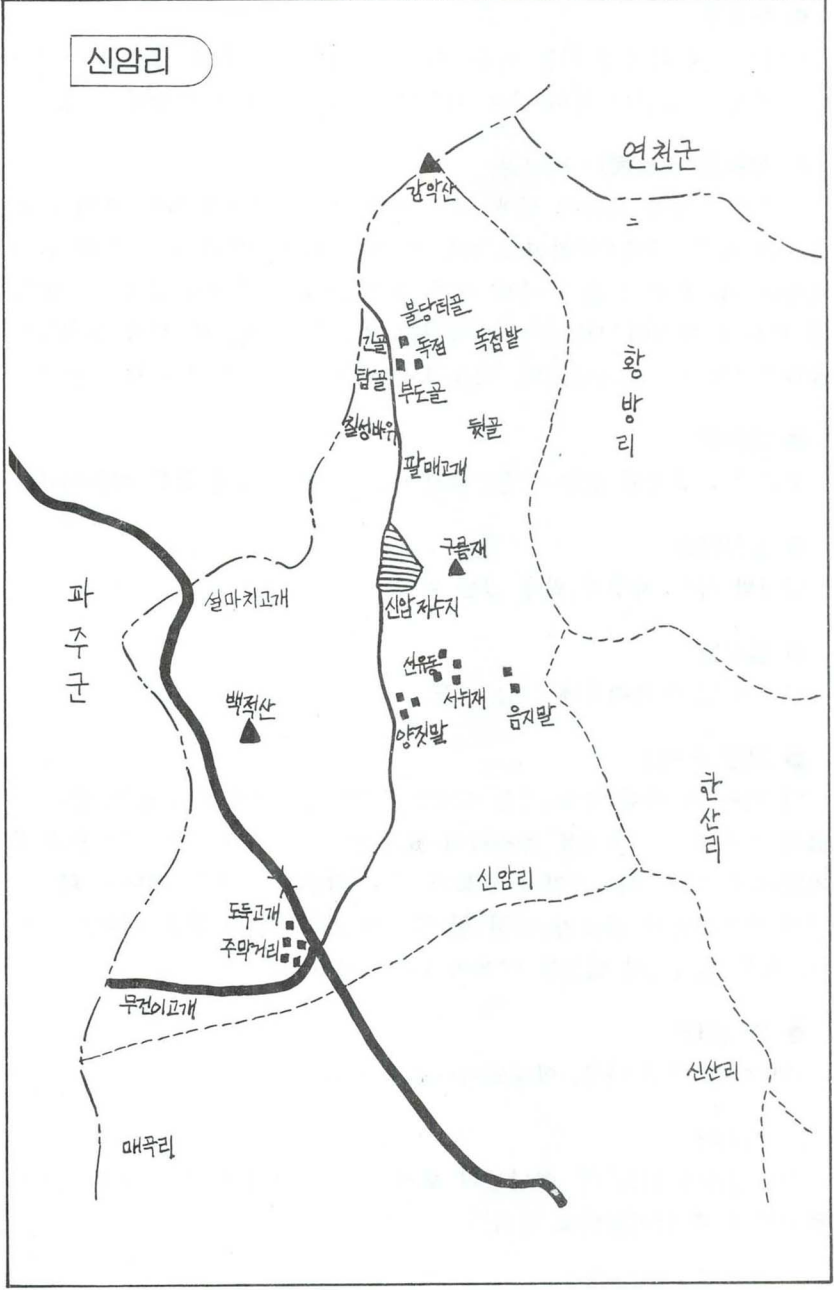 신암리
연천군
감악산
불당터골
긴골
독점
독점밭
탑골
부도골
황방리
칠성바위
뒷골
팔매고개
구름재
파주군
설마치고개
신암저수지
선유동
서뉘재
백적산
음지말
양짓말
한산리
신암리
도둑고개
주막거리
무건이고개
신산리
매곡리